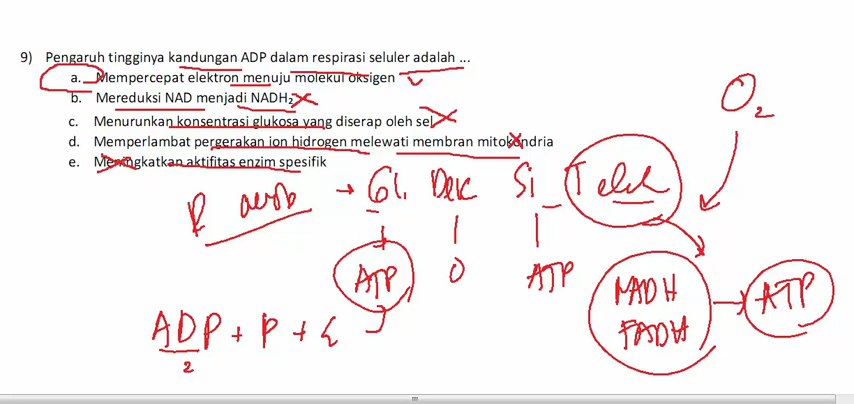 9) Pengaruh tingginya kandungan ADP dalam respirasi seluler adalah ...
a. Mempercepat elektron menuju molekul oksigen
b. Mereduksi NAD menjadi NADH2
c. Menurunkan konsentrasi glukosa yang diserap oleh sel
d. Memperlambat pergerakan ion hidrogen melewati membran mitokondria
e. Meningkatkan aktifitas enzim spesifik
O2
R aerob → Gl. Dek Si Telek
ATP 0 ATP
NADH
FADH
ATP
ADP + P + E
2